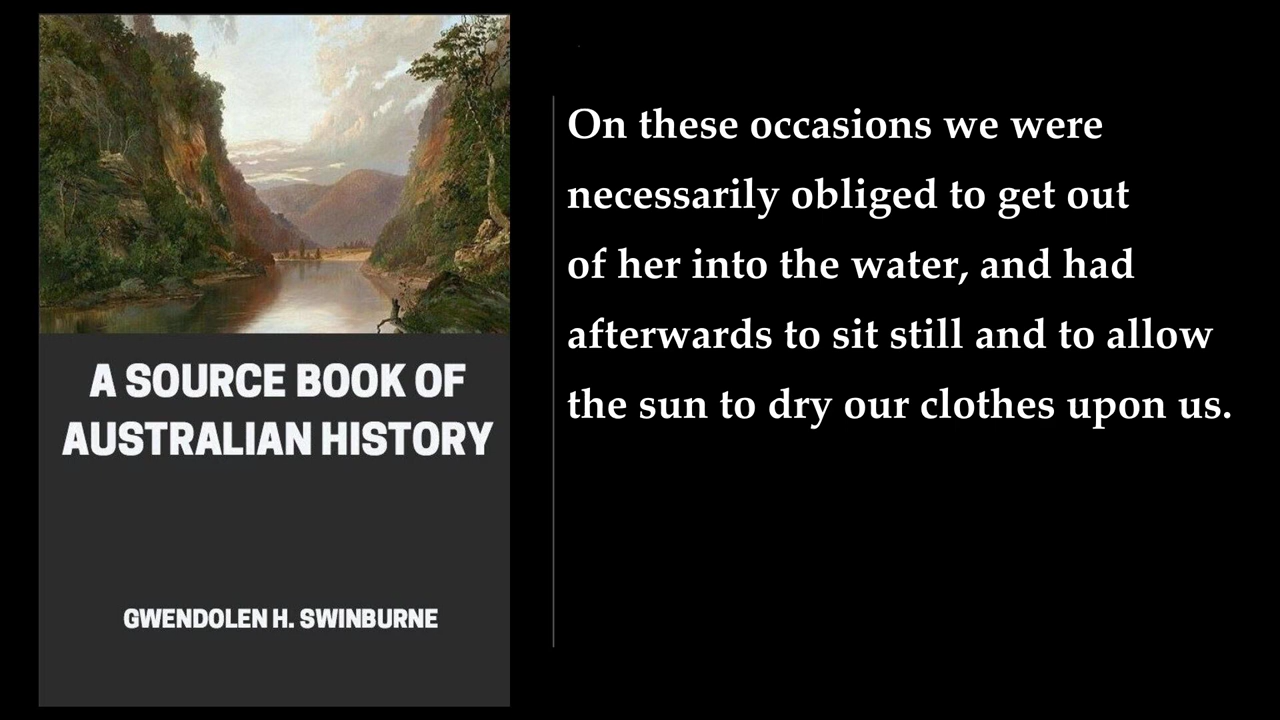 A SOURCE BOOK OF
AUSTRALIAN HISTORY
GWENDOLEN H. SWINBURNE
On these occasions we were
necessarily obliged to get out
of her into the water, and had
afterwards to sit still and to allow
the sun to dry our clothes upon us.